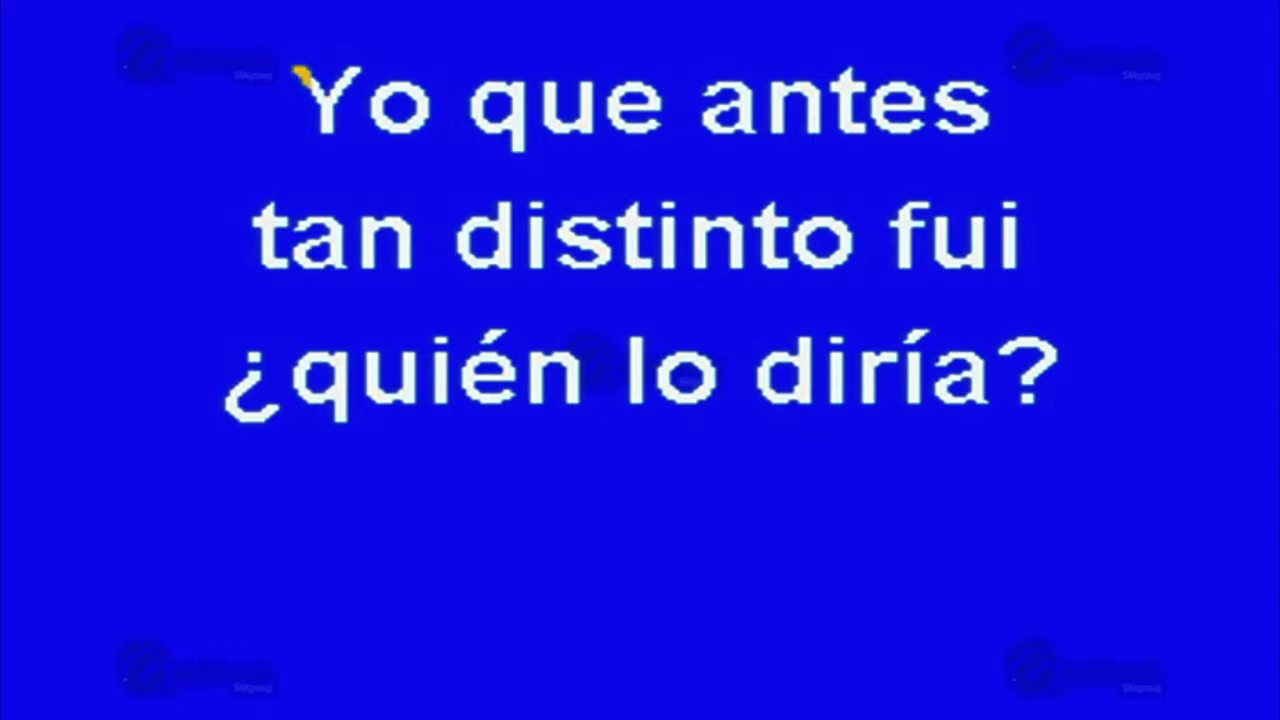 Yo que antes
tan distinto fui
¿quién lo diría?